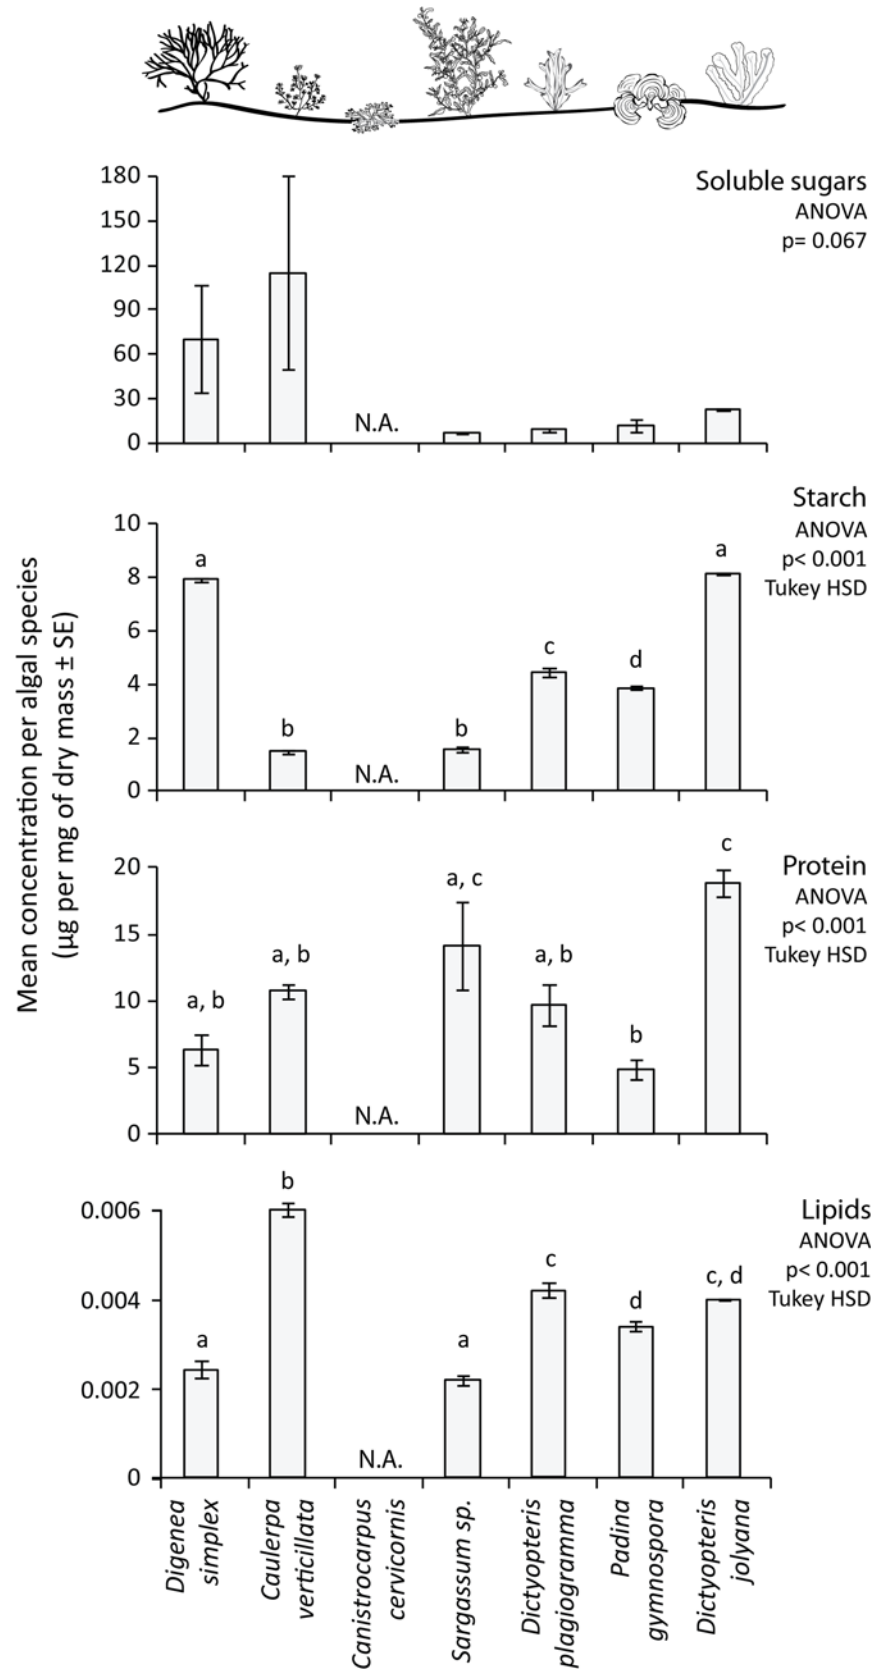 Soluble sugars
ANOVA
p= 0.067
180
150
120
90
60
30
0
N.A.
Starch
ANOVA
p< 0.001
Tukey HSD
10
8
6
4
2
0
a
b
N.A.
b
c
d
a
Mean concentration per algal species
(µg per mg of dry mass ± SE)
Protein
ANOVA
p< 0.001
Tukey HSD
20
15
10
5
0
a, b
a, b
N.A.
a, c
a, b
b
c
Lipids
ANOVA
p< 0.001
Tukey HSD
0.006
0.004
0.002
0
a
b
N.A.
a
c
d
c, d
Digenea
simplex
Caulerpa
verticillata
Canistrocarpus
cervicornis
Sargassum sp.
Dictyopteris
plagiogramma
Padina
gymnospora
Dictyopteris
jolyana